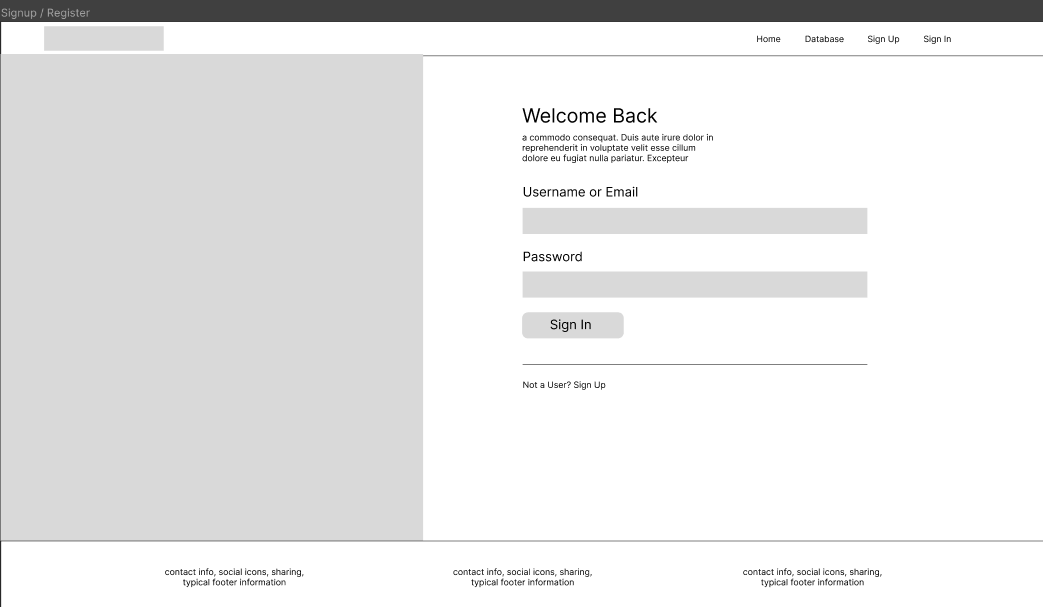 Signup / Register
Home Database Sign Up Sign In
Welcome Back
a commodo consequat. Duis aute irure dolor in
reprehenderit in voluptate velit esse cillum
dolore eu fugiat nulla pariatur. Excepteur
Username or Email
Password
Sign In
Not a User? Sign Up
contact info, social icons, sharing,
typical footer information
contact info, social icons, sharing,
typical footer information
contact info, social icons, sharing,
typical footer information